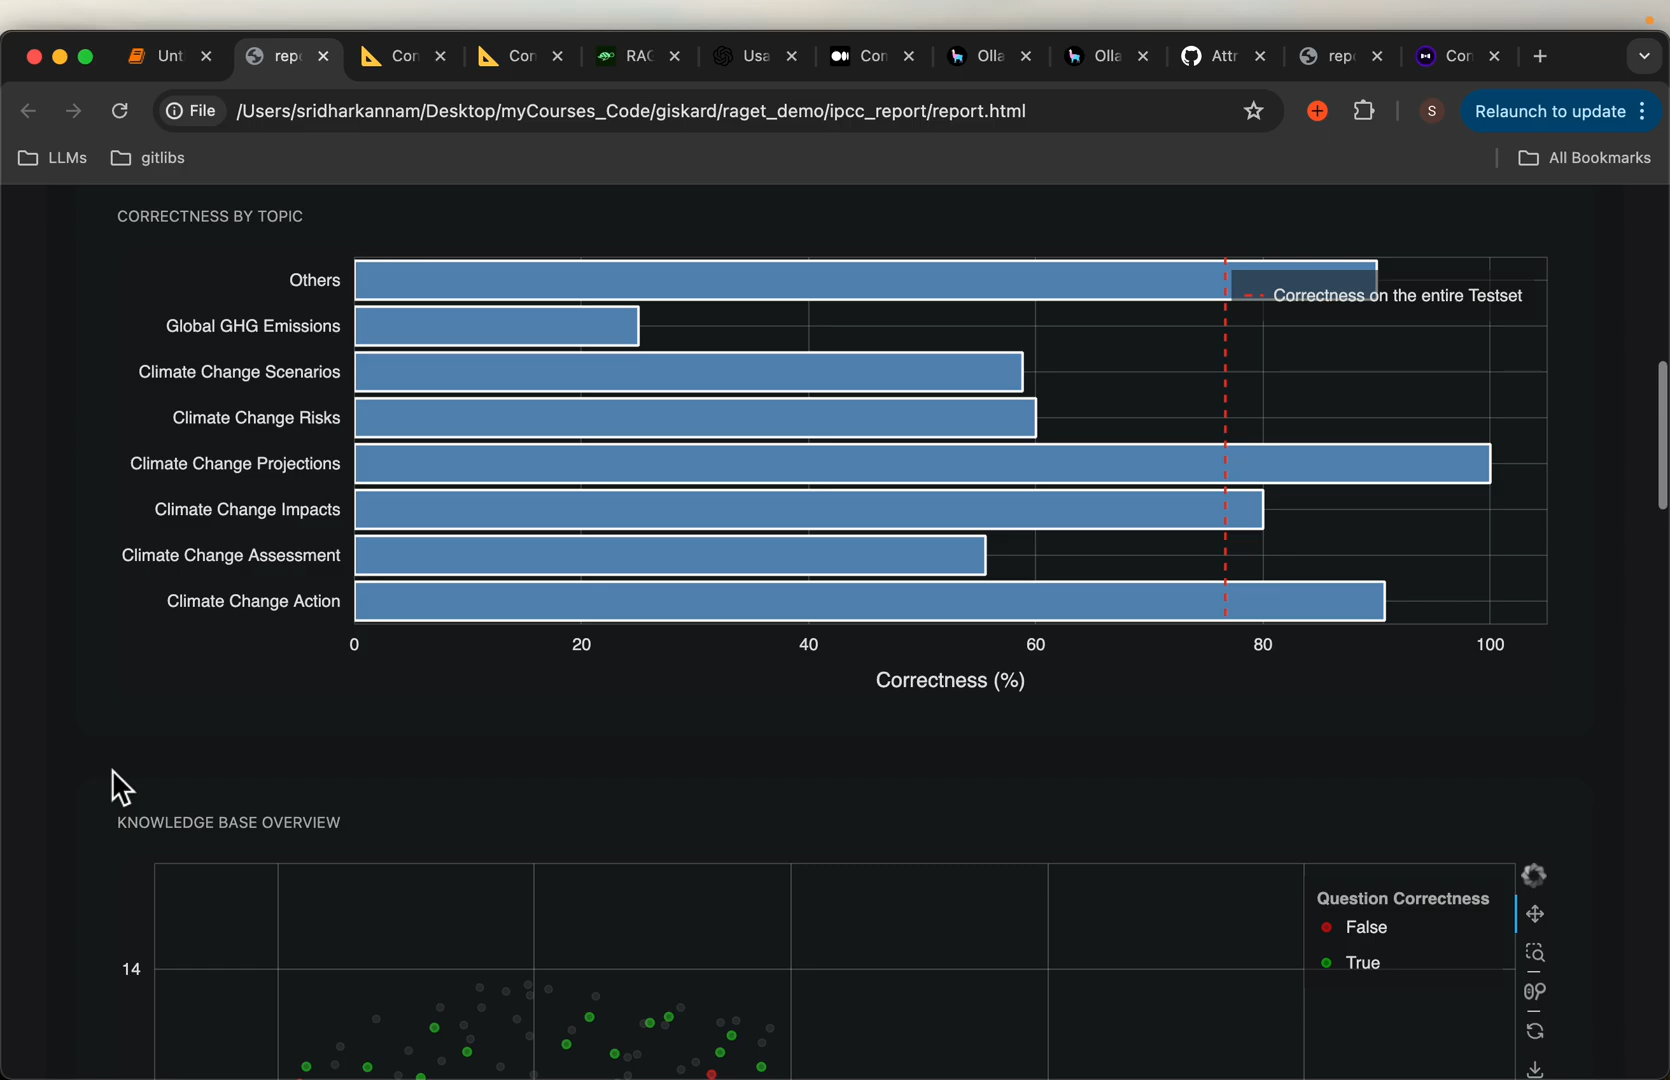 Unt
repo
Con
Con
RAG
Usa
Con
Olla
Olla
Attr
repo
Con
File /Users/sridharkannam/Desktop/myCourses_Code/giskard/raget_demo/ipcc_report/report.html
S
Relaunch to update
LLMs
gitlibs
All Bookmarks
CORRECTNESS BY TOPIC
Others
Correctness on the entire Testset
Global GHG Emissions
Climate Change Scenarios
Climate Change Risks
Climate Change Projections
Climate Change Impacts
Climate Change Assessment
Climate Change Action
0 20 40 60 80 100
Correctness (%)
KNOWLEDGE BASE OVERVIEW
Question Correctness
False
True
14